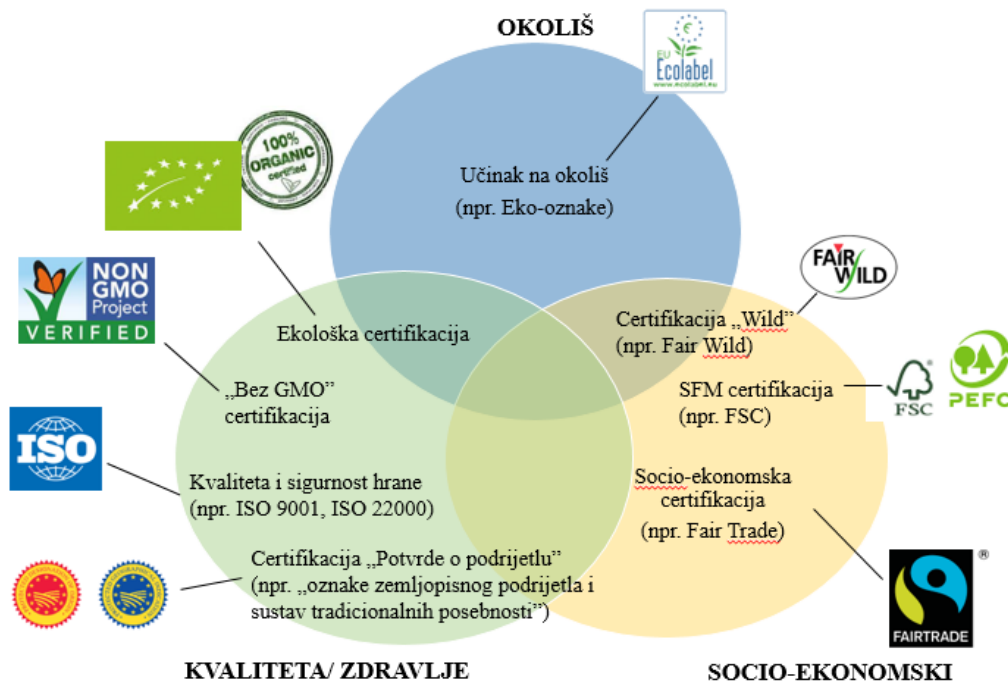 OKOLIŠ
EU
Ecolabel
www.ecolabel.eu
100%
ORGANIC
certified
Učinak na okoliš
(npr. Eko-oznake)
NON
GMO
Project
VERIFIED
FAIR
WILD
Ekološka certifikacija
Certifikacija „Wild”
(npr. Fair Wild)
„Bez GMO”
certifikacija
SFM certifikacija
(npr. FSC)
FSC
PEFC
ISO
Kvaliteta i sigurnost hrane
(npr. ISO 9001, ISO 22000)
Socio-ekonomska
certifikacija
(npr. Fair Trade)
Certifikacija „Potvrde o podrijetlu”
(npr. „oznake zemljopisnog podrijetla i
sustav tradicionalnih posebnosti”)
®
FAIRTRADE
KVALITETA/ ZDRAVLJE
SOCIO-EKONOMSKI